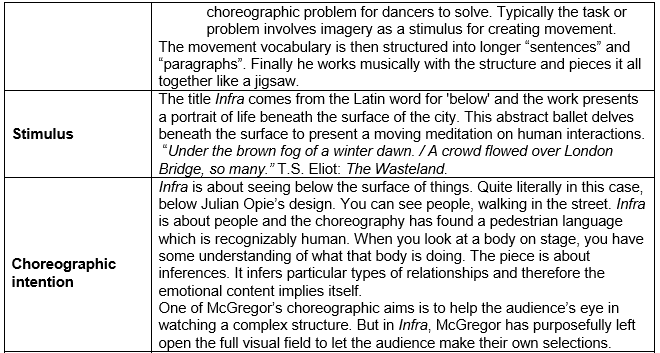 choreographic problem for dancers to solve. Typically the task or
problem involves imagery as a stimulus for creating movement.
The movement vocabulary is then structured into longer “sentences” and
“paragraphs”. Finally he works musically with the structure and pieces it all
together like a jigsaw.
Stimulus
The title Infra comes from the Latin word for 'below' and the work presents
a portrait of life beneath the surface of the city. This abstract ballet delves
beneath the surface to present a moving meditation on human interactions.
“Under the brown fog of a winter dawn. / A crowd flowed over London
Bridge, so many.” T.S. Eliot: The Wasteland.
Choreographic
intention
Infra is about seeing below the surface of things. Quite literally in this case,
below Julian Opie’s design. You can see people, walking in the street. Infra
is about people and the choreography has found a pedestrian language
which is recognizably human. When you look at a body on stage, you have
some understanding of what that body is doing. The piece is about
inferences. It infers particular types of relationships and therefore the
emotional content implies itself.
One of McGregor’s choreographic aims is to help the audience’s eye in
watching a complex structure. But in Infra, McGregor has purposefully left
open the full visual field to let the audience make their own selections.